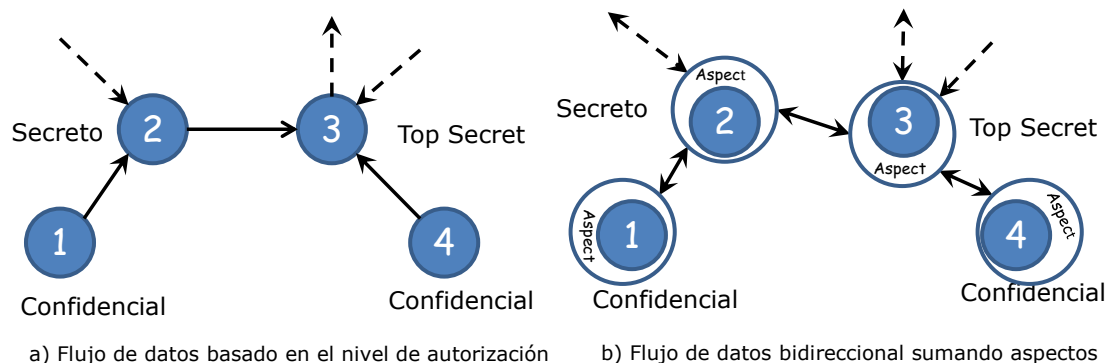 Secreto
2
3
Top Secret
1
4
Confidencial
Confidencial
a) Flujo de datos basado en el nivel de autorización
Aspect
2
Secreto
3
Aspect
Top Secret
Aspect
1
Aspect
4
Confidencial
Confidencial
b) Flujo de datos bidireccional sumando aspectos